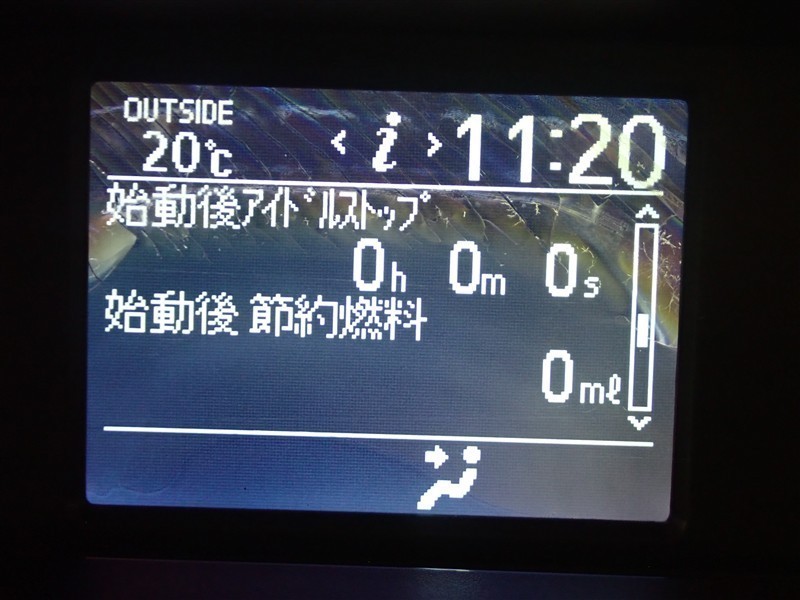 OUTSIDE
20℃
< i > 11:20
始動後ｱｲﾄﾞﾙｽﾄｯﾌﾟ
0h 0m 0s
始動後 節約燃料
0mℓ